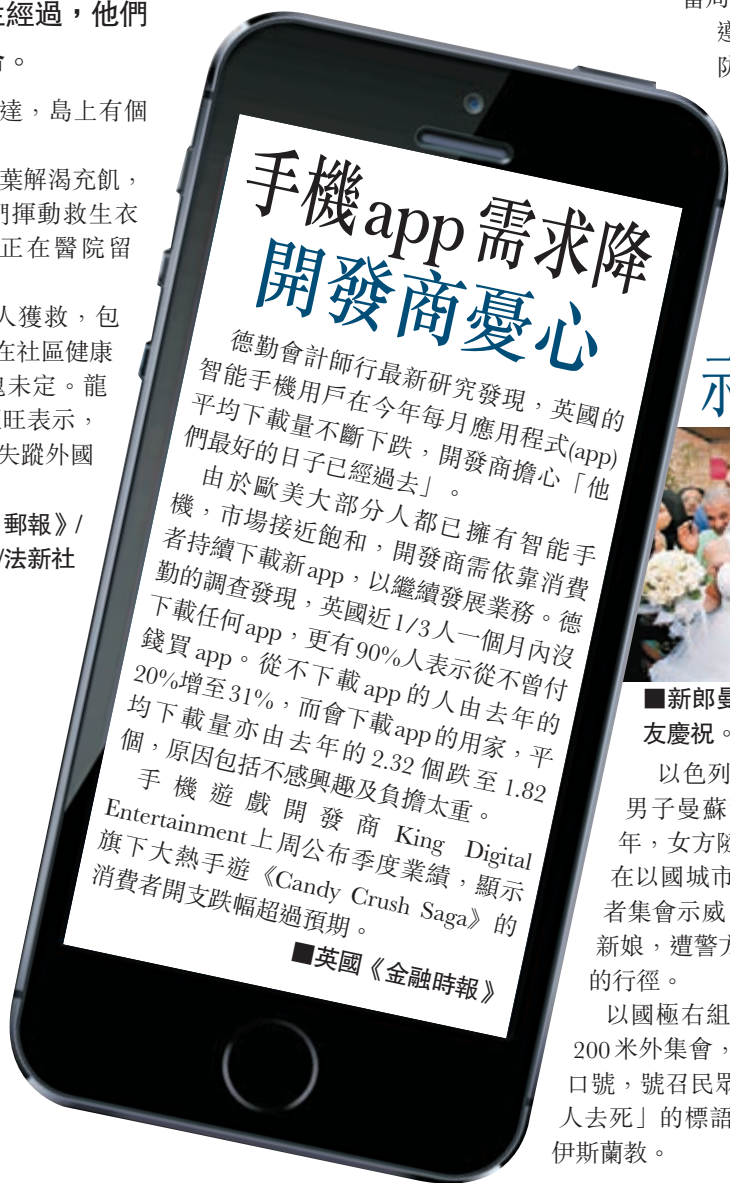 生經過，他們
。
達，島上有個
葉解渴充飢，
們揮動救生衣
正在醫院留
人獲救，包
在社區健康
魂未定。龍
旺表示，
失蹤外國
郵報》/
/法新社
手機app需求降
開發商憂心
德勤會計師行最新研究發現，英國的
智能手機用戶在今年每月應用程式(app)
平均下載量不斷下跌，開發商擔心「他
們最好的日子已經過去」。
由於歐美大部分人都已擁有智能手
機，市場接近飽和，開發商需依靠消費
者持續下載新app，以繼續發展業務。德
勤的調查發現，英國近1/3人一個月內沒
下載任何app，更有90%人表示從不曾付
錢買app。從不下載app的人由去年的
20%增至31%，而會下載app的用家，平
均下載量亦由去年的2.32個跌至1.82
個，原因包括不感興趣及負擔太重。
手機遊戲開發商King Digital
Entertainment上周公布季度業績，顯示
旗下大熱手遊《Candy Crush Saga》的
消費者開支跌幅超過預期。
■英國《金融時報》
■新郎曼
友慶祝。
以色列
男子曼蘇
年，女方隨
在以國城市
者集會示威
新娘，遭警方
的行徑。
以國極右組
200米外集會，
口號，號召民眾
人去死」的標語
伊斯蘭教。